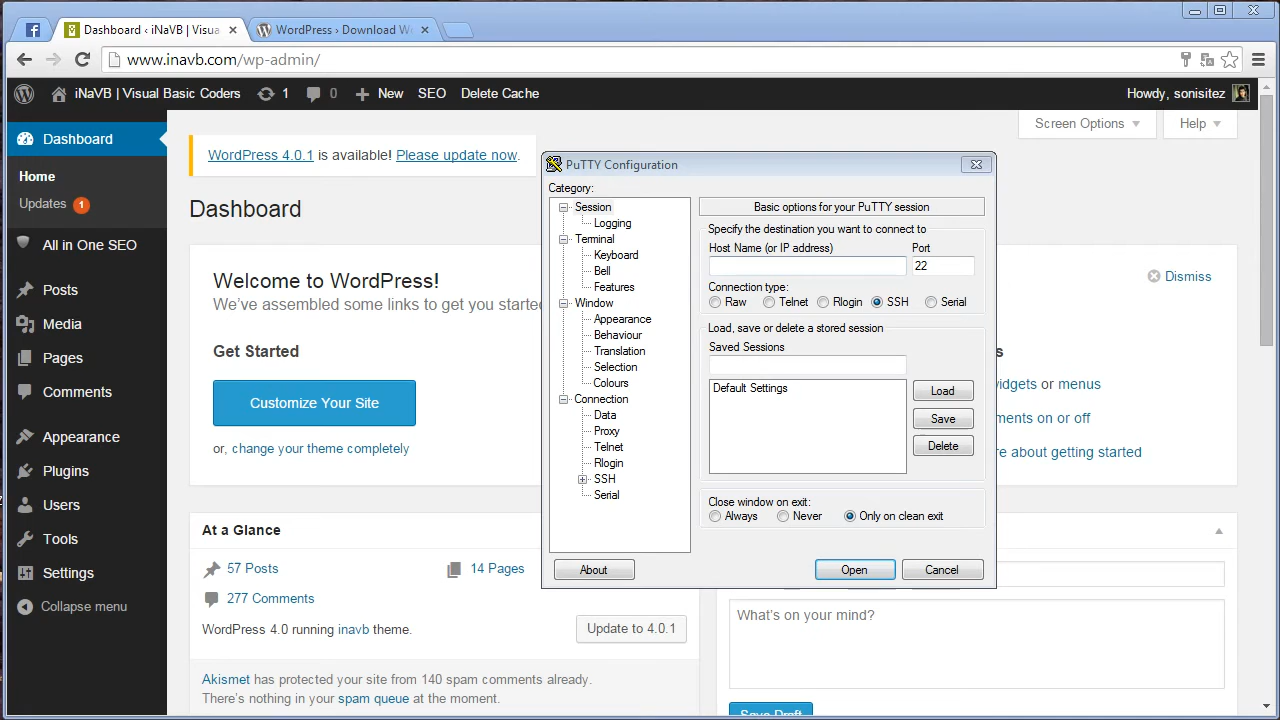 Dashboard ‹ iNaVB | Visua
WordPress › Download W
www.inavb.com/wp-admin/
iNaVB | Visual Basic Coders
1
0
New
SEO
Delete Cache
Howdy, sonisitez
Dashboard
Home
Updates 1
All in One SEO
Posts
Media
Pages
Comments
Appearance
Plugins
Users
Tools
Settings
Collapse menu
Screen Options
Help
WordPress 4.0.1 is available! Please update now.
Dashboard
Welcome to WordPress!
We've assembled some links to get you starte
Dismiss
Get Started
Customize Your Site
or, change your theme completely
s
idgets or menus
ments on or off
re about getting started
At a Glance
57 Posts
14 Pages
277 Comments
WordPress 4.0 running inavb theme.
Update to 4.0.1
Akismet has protected your site from 140 spam comments already.
There's nothing in your spam queue at the moment.
What's on your mind?
Save Draft
PuTTY Configuration
Category:
Session
Logging
Terminal
Keyboard
Bell
Features
Window
Appearance
Behaviour
Translation
Selection
Colours
Connection
Data
Proxy
Telnet
Rlogin
SSH
Serial
Basic options for your PuTTY session
Specify the destination you want to connect to
Host Name (or IP address)
Port
22
Connection type:
Raw
Telnet
Rlogin
SSH
Serial
Load, save or delete a stored session
Saved Sessions
Default Settings
Load
Save
Delete
Close window on exit:
Always
Never
Only on clean exit
About
Open
Cancel